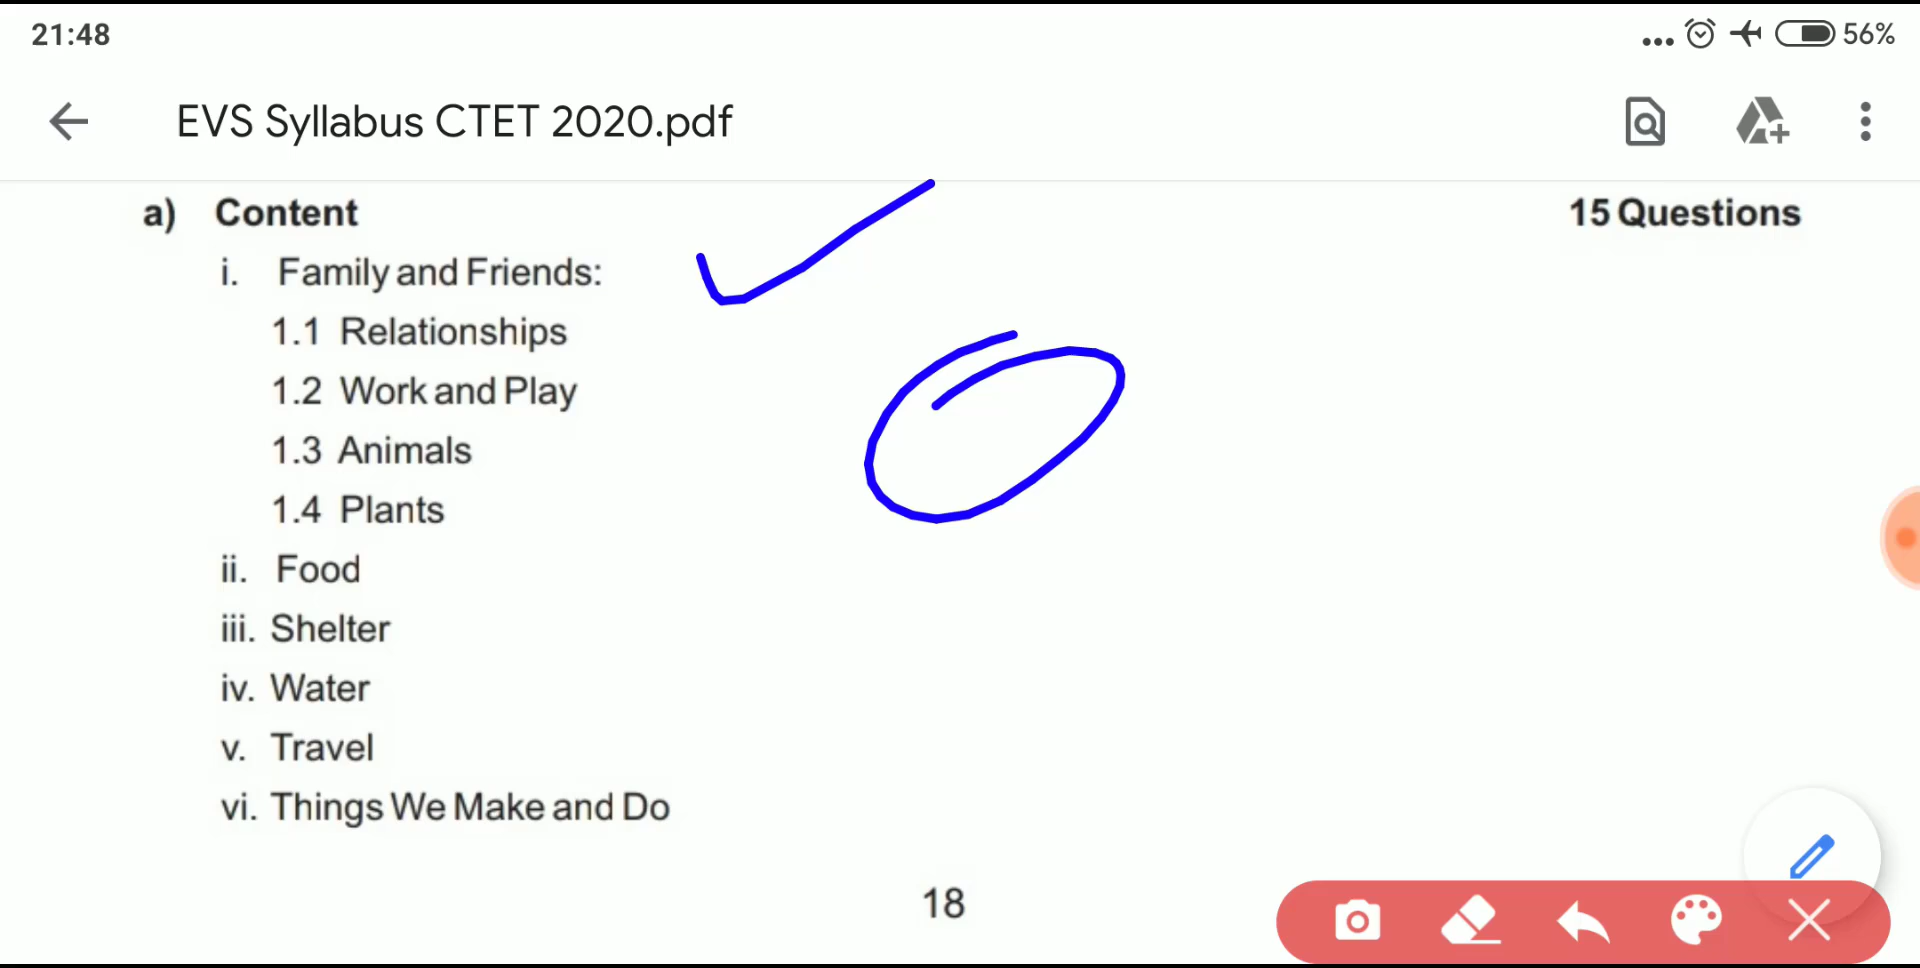 21:48
56%
EVS Syllabus CTET 2020.pdf
a) Content 15 Questions
i. Family and Friends:
1.1 Relationships
1.2 Work and Play
1.3 Animals
1.4 Plants
ii. Food
iii. Shelter
iv. Water
v. Travel
vi. Things We Make and Do
18